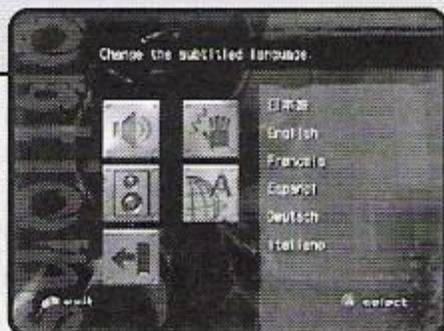 Change the subtitled language.
日本語
English
Français
Español
Deutsch
Italiano
exit
select